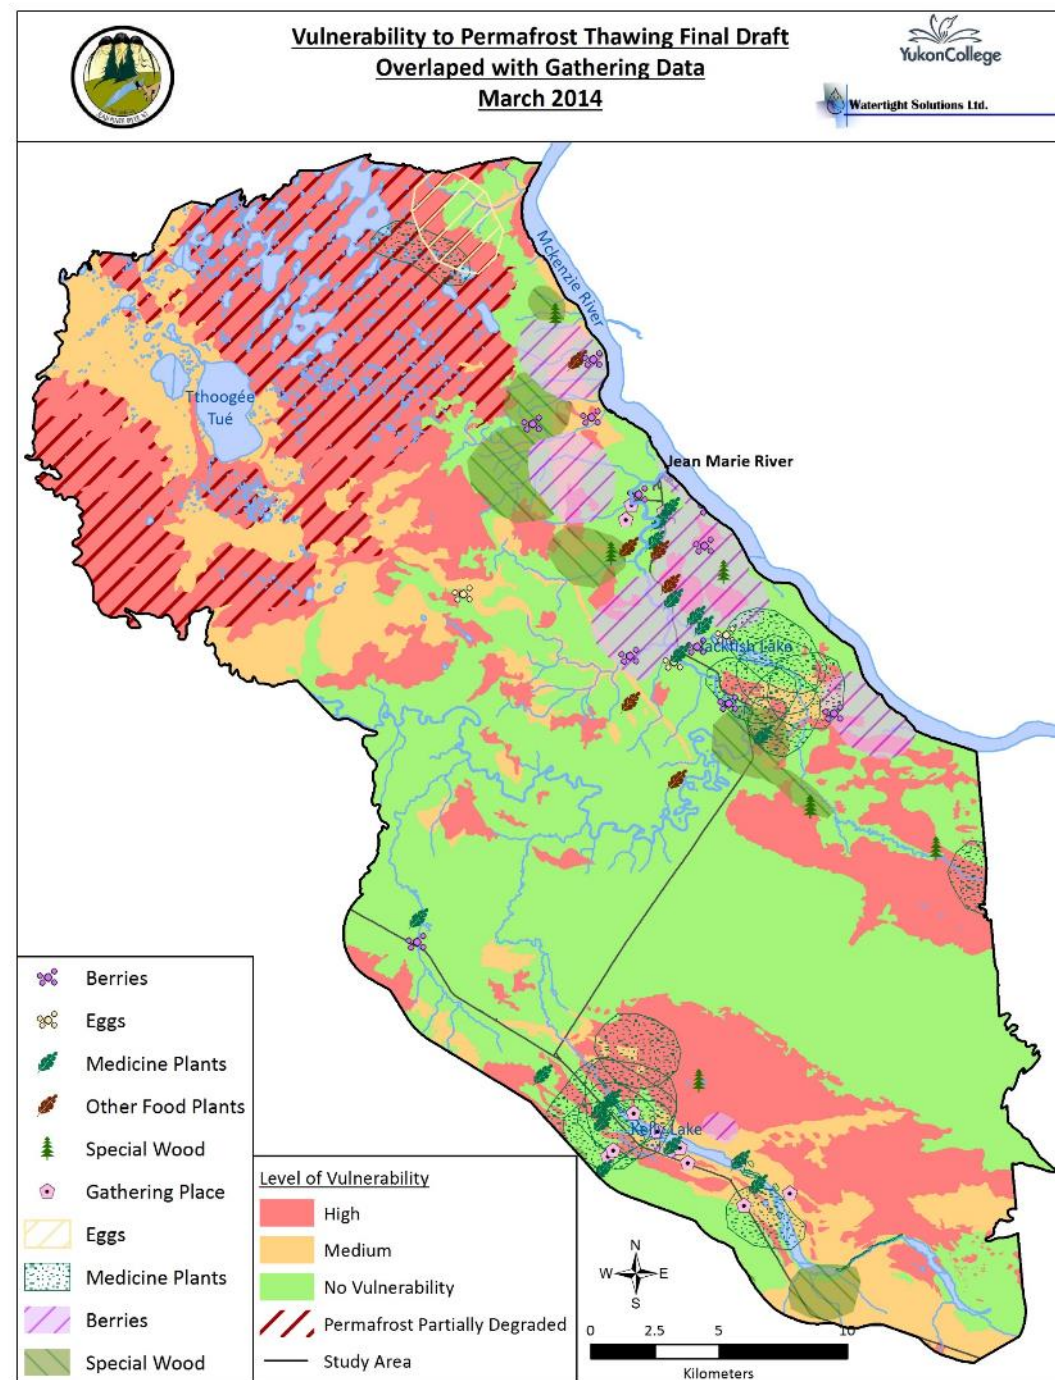 Vulnerability to Permafrost Thawing Final Draft
Overlaped with Gathering Data
March 2014
YukonCollege
Watertight Solutions Ltd.
Mckenzie River
Tthoogée
Tué
Jean Marie River
Jackfish Lake
Kelly Lake
Berries
Eggs
Medicine Plants
Other Food Plants
Special Wood
Gathering Place
Eggs
Medicine Plants
Berries
Special Wood
Level of Vulnerability
High
Medium
No Vulnerability
Permafrost Partially Degraded
Study Area
N
W E
S
0 2.5 5 10
Kilometers